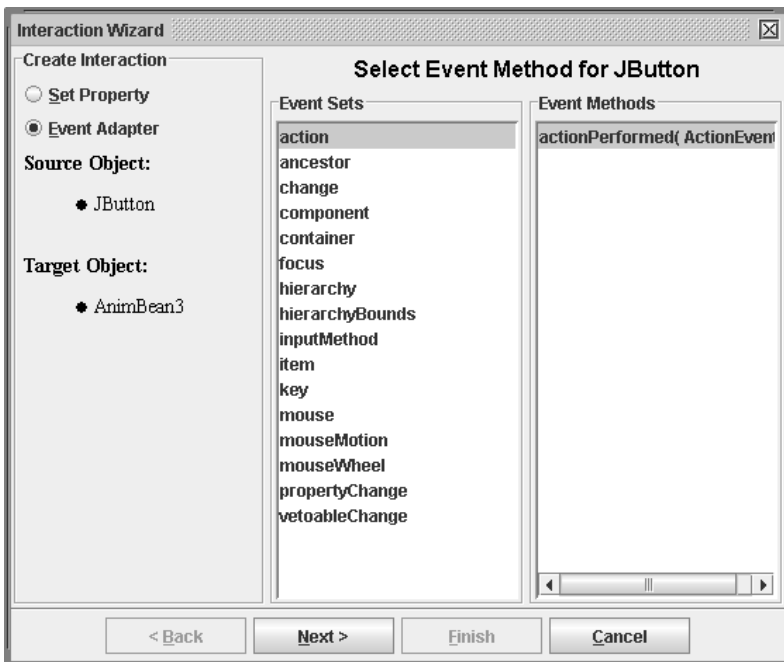 Interaction Wizard
Create Interaction
Set Property
Event Adapter
Source Object:
JButton
Target Object:
AnimBean3
Select Event Method for JButton
Event Sets
action
ancestor
change
component
container
focus
hierarchy
hierarchyBounds
inputMethod
item
key
mouse
mouseMotion
mouseWheel
propertyChange
vetoableChange
Event Methods
actionPerformed( ActionEvent
< Back
Next >
Finish
Cancel